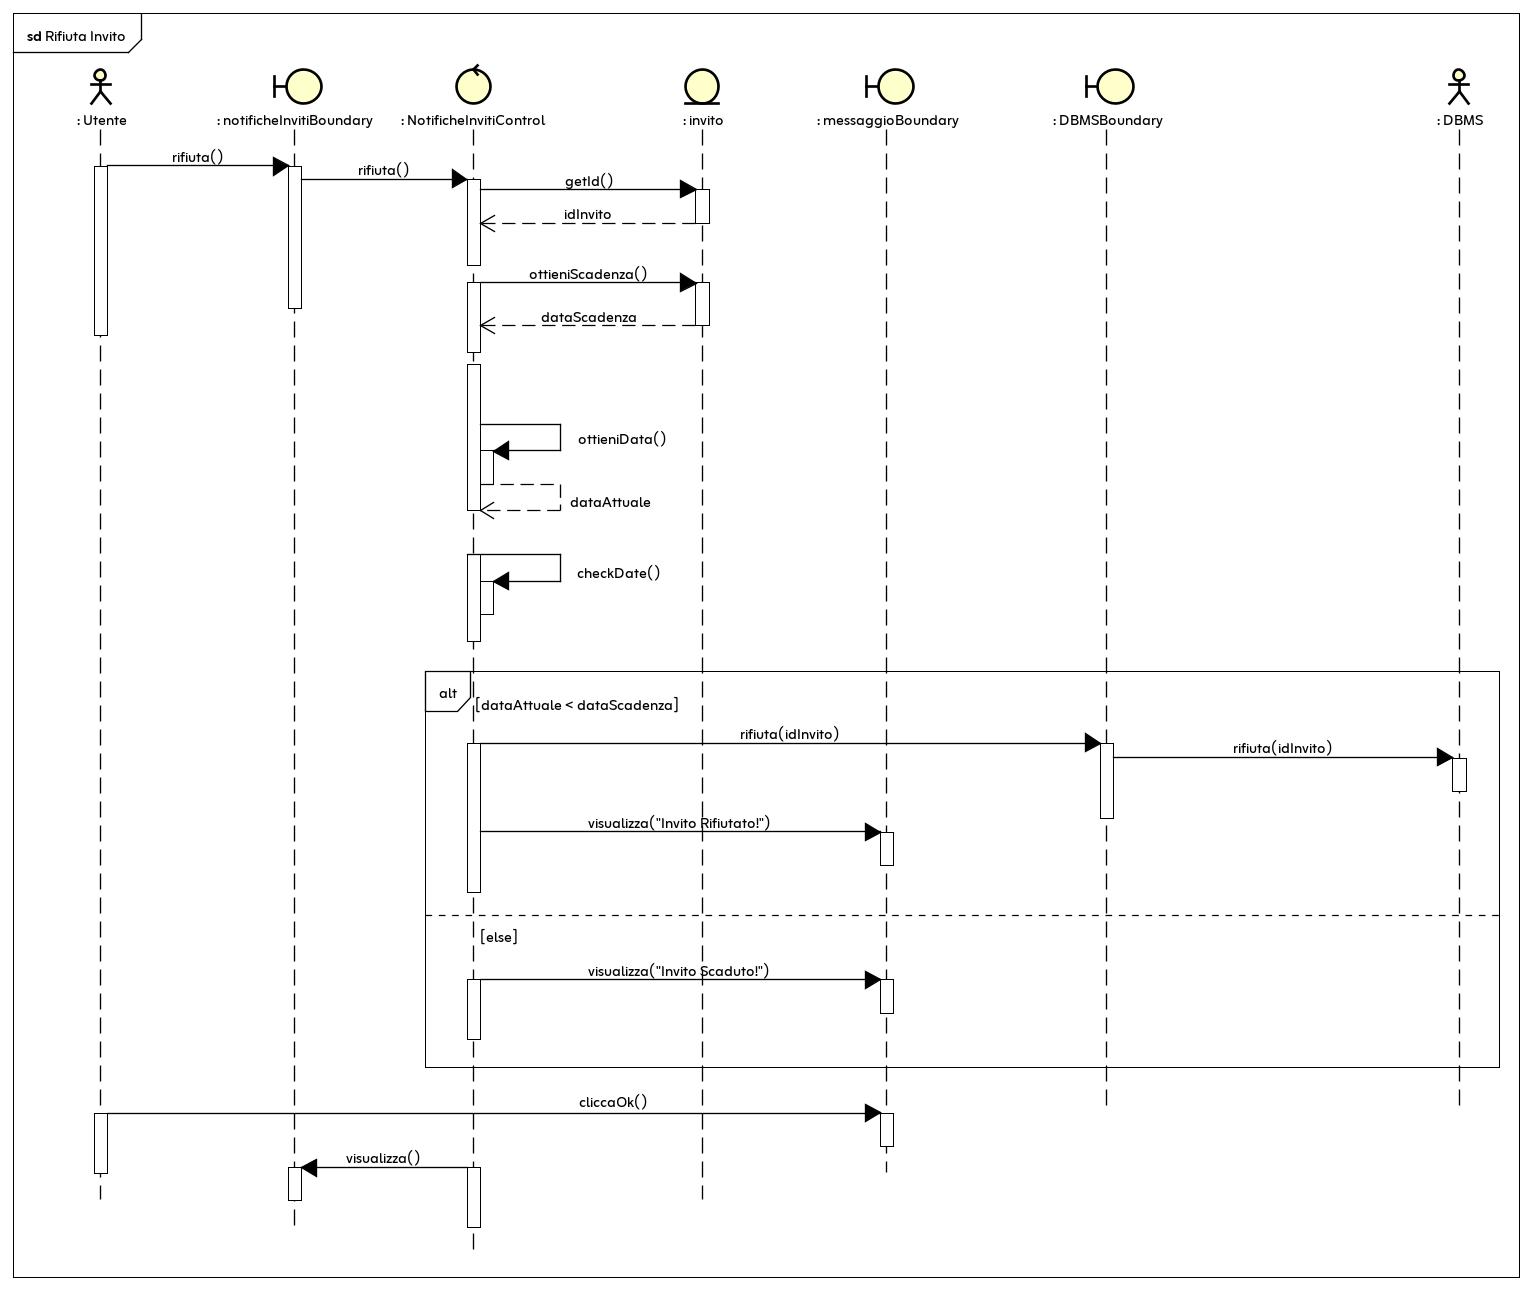 sd Rifiuta Invito
: Utente
: notificheInvitiBoundary
: NotificheInvitiControl
: invito
: messaggioBoundary
: DBMSBoundary
: DBMS
rifiuta()
rifiuta()
getId()
idInvito
ottieniScadenza()
dataScadenza
ottieniData()
dataAttuale
checkDate()
alt
[dataAttuale < dataScadenza]
rifiuta(idInvito)
rifiuta(idInvito)
visualizza("Invito Rifiutato!")
[else]
visualizza("Invito Scaduto!")
cliccaOk()
visualizza()